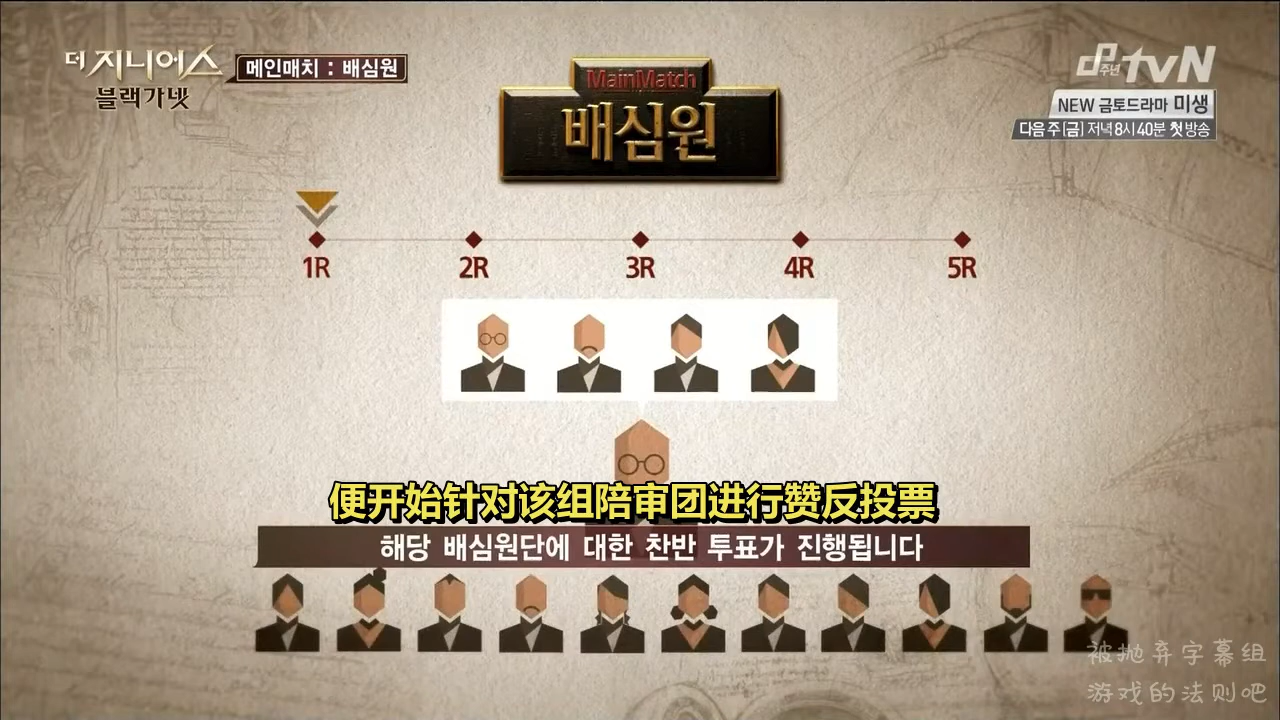 더 지니어스
블랙가넷
메인매치 : 배심원
MainMatch
배심원
주년 tvN
NEW 금토드라마 미생
다음 주 [금] 저녁 8시 40분 첫 방송
1R
2R
3R
4R
5R
便开始针对该组陪审团进行赞反投票
해당 배심원단에 대한 찬반 투표가 진행됩니다
被抛弃字幕组
游戏的法则吧